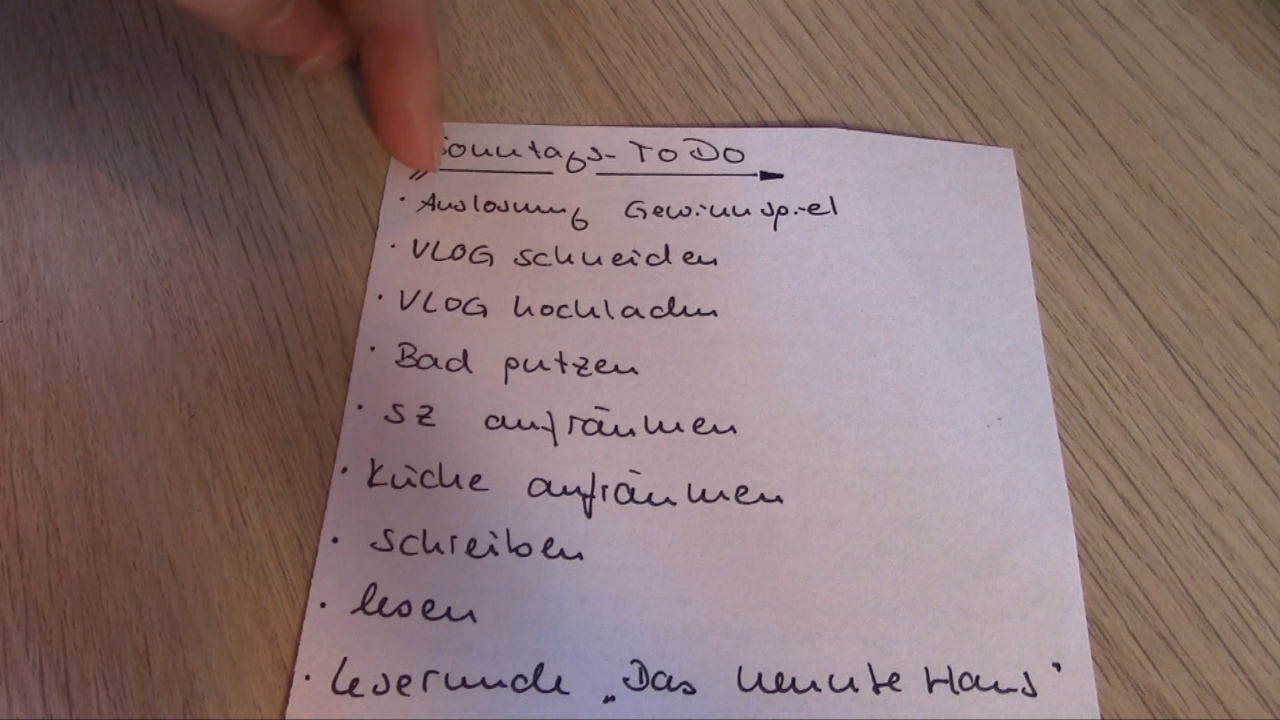 Sonntags-ToDo
· Auslosung Gewinnspiel
· VLOG schneiden
· VLOG hochladen
· Bad putzen
· SZ aufräumen
· Küche aufräumen
· schreiben
· lesen
· Leserunde „Das neunte Haus"